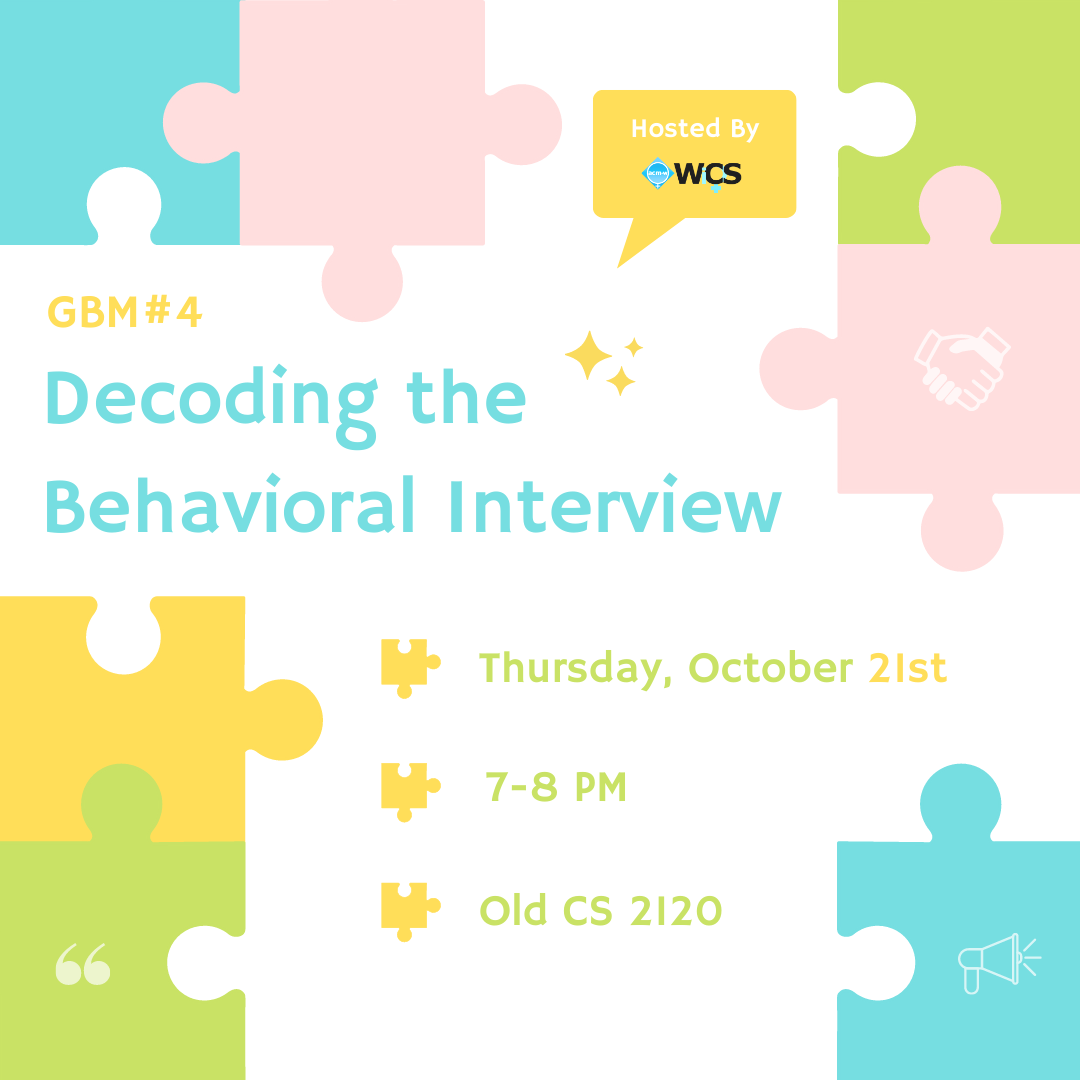 Hosted By
acm-w WCS
GBM#4
Decoding the
Behavioral Interview
Thursday, October 21st
7-8 PM
Old CS 2120
“